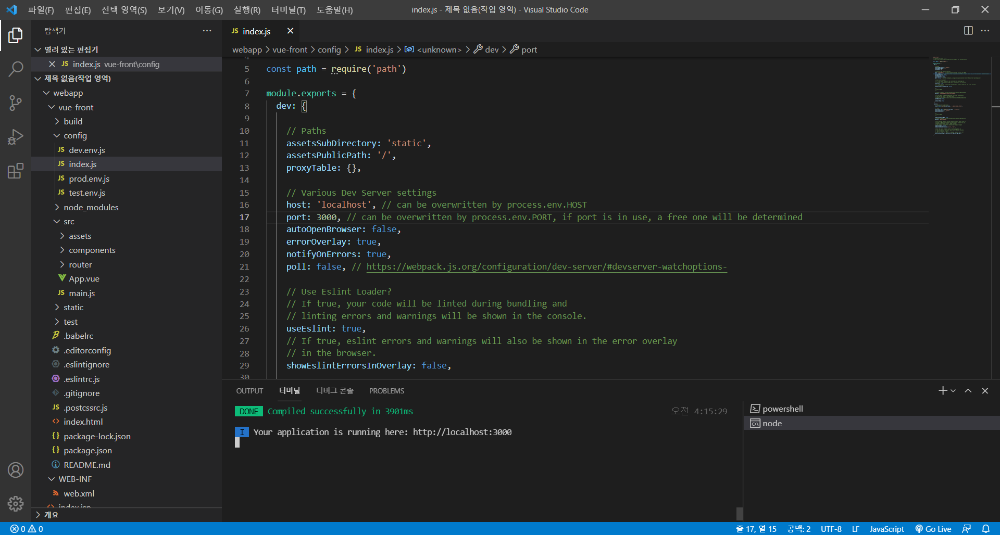 파일(F) 편집(E) 선택 영역(S) 보기(V) 이동(G) 실행(R) 터미널(T) 도움말(H) index.js - 제목 없음(작업 영역) - Visual Studio Code
탐색기
열려 있는 편집기
JS index.js vue-front\config
제목 없음(작업 영역)
webapp
vue-front
build
config
JS dev.env.js
JS index.js
JS prod.env.js
JS test.env.js
node_modules
src
assets
components
router
App.vue
JS main.js
static
test
.babelrc
.editorconfig
.eslintignore
.eslintrc.js
.gitignore
JS .postcssrc.js
index.html
{} package-lock.json
{} package.json
README.md
WEB-INF
web.xml
index.jsp
개요
JS index.js
webapp > vue-front > config > JS index.js > <unknown> > dev > port
4
5 const path = require('path')
6
7 module.exports = {
8 dev: {
9
10 // Paths
11 assetsSubDirectory: 'static',
12 assetsPublicPath: '/',
13 proxyTable: {},
14
15 // Various Dev Server settings
16 host: 'localhost', // can be overwritten by process.env.HOST
17 port: 3000, // can be overwritten by process.env.PORT, if port is in use, a free one will be determined
18 autoOpenBrowser: false,
19 errorOverlay: true,
20 notifyOnErrors: true,
21 poll: false, // https://webpack.js.org/configuration/dev-server/#devserver-watchoptions-
22
23 // Use Eslint Loader?
24 // If true, your code will be linted during bundling and
25 // linting errors and warnings will be shown in the console.
26 useEslint: true,
27 // If true, eslint errors and warnings will also be shown in the error overlay
28 // in the browser.
29 showEslintErrorsInOverlay: false,
30
OUTPUT 터미널 디버그 콘솔 PROBLEMS
DONE Compiled successfully in 3901ms 오전 4:15:29
I Your application is running here: http://localhost:3000
powershell
node
0 0 줄 17, 열 15 공백: 2 UTF-8 LF JavaScript Go Live